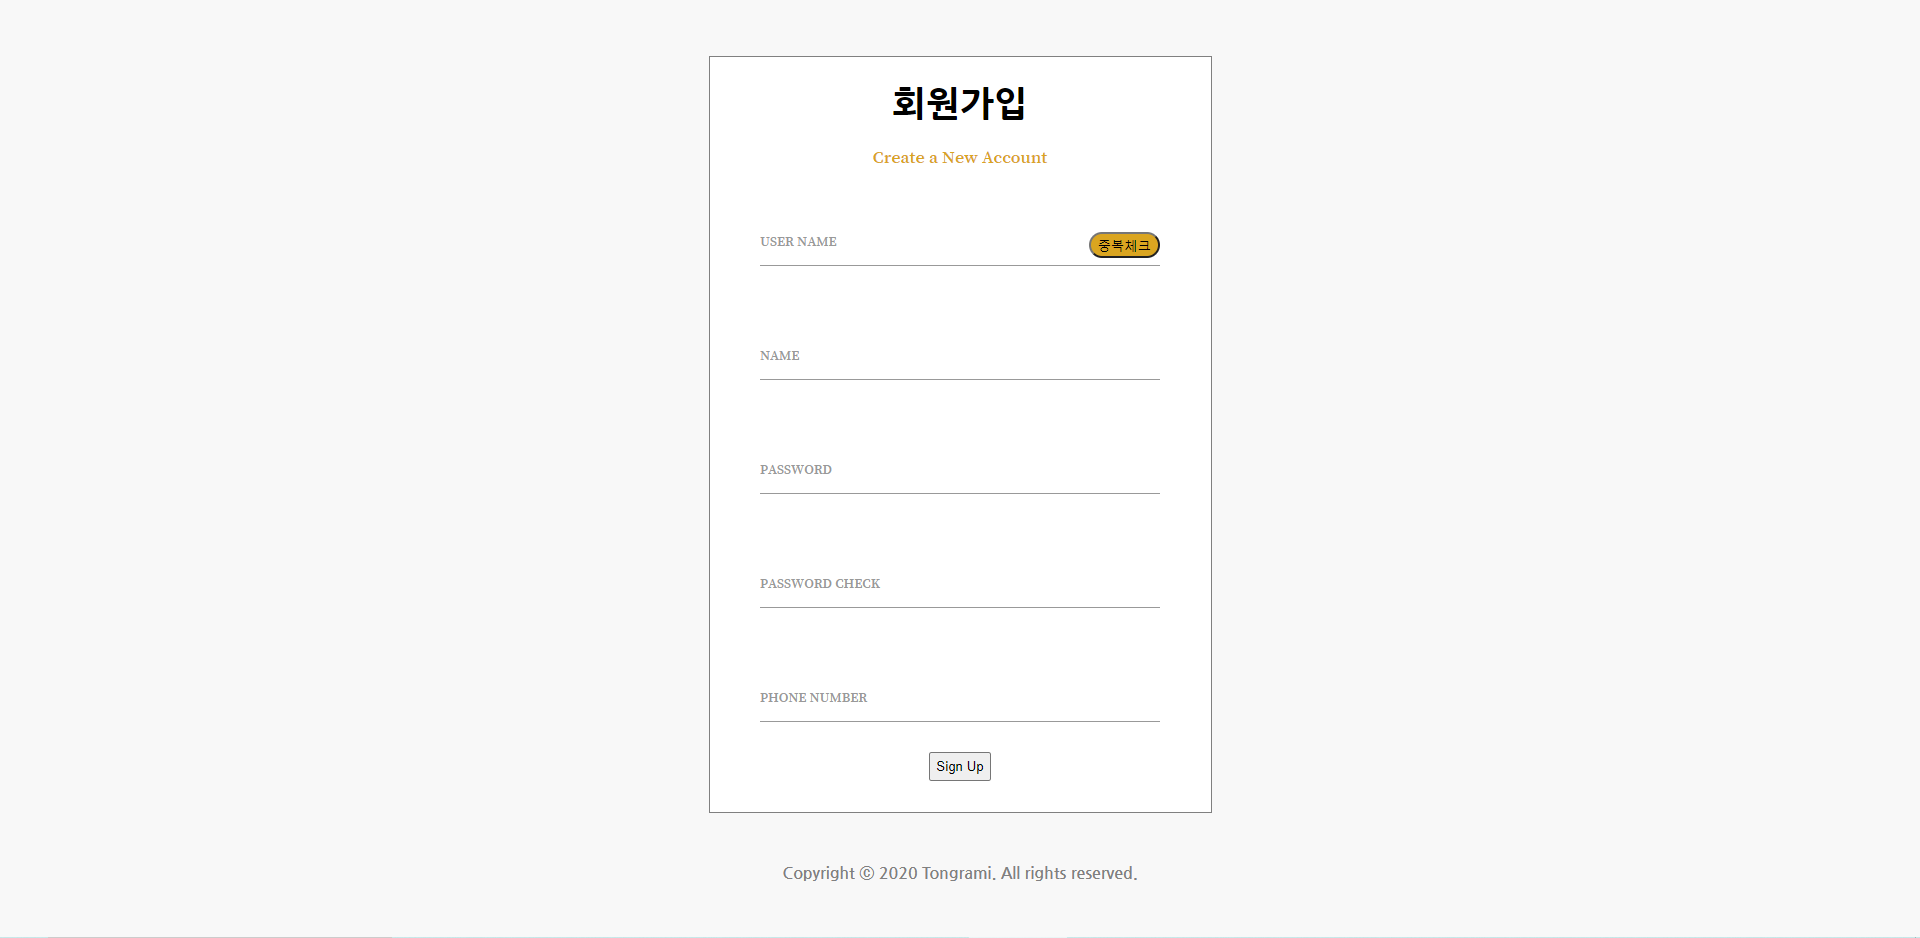 회원가입
Create a New Account
USER NAME 중복체크
NAME
PASSWORD
PASSWORD CHECK
PHONE NUMBER
Sign Up
Copyright ⓒ 2020 Tongrami. All rights reserved.